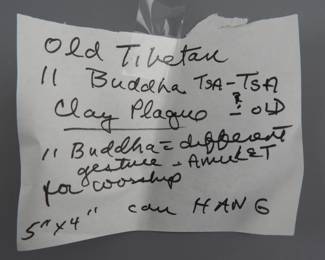 Old Tibetan
11 Buddha TSA-TSA
Clay Plaque - OLD
11 Buddha = different
gesture - AmuLET
for worship
5" x 4" can HANG